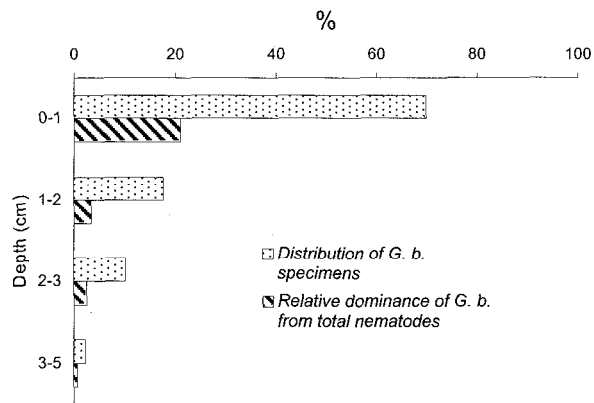 %
0 20 40 60 80 100
0-1
1-2
2-3
3-5
Depth (cm)
Distribution of G. b.
specimens
Relative dominance of G. b.
from total nematodes